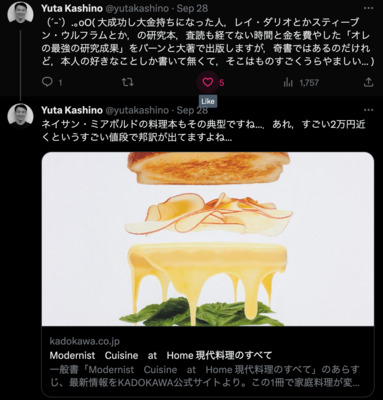 Yuta Kashino @yutakashino · Sep 28
（´-`）.｡oO( 大成功し大金持ちになった人，レイ・ダリオとかスティーブ
ン・ウルフラムとか，の研究本，査読も経てない時間と金を費やした「オレ
の最強の研究成果」をバーンと大著で出版しますが，奇書ではあるのだけれ
ど，本人の好きなことしか書いて無くて，そこはものすごくうらやましい... )
1
5
1,757
Like
Yuta Kashino @yutakashino · Sep 28
ネイサン・ミアボルドの料理本もその典型ですね...，あれ，すごい2万円近
くというすごい値段で邦訳が出てますよね...
kadokawa.co.jp
Modernist Cuisine at Home 現代料理のすべて
一般書「Modernist Cuisine at Home 現代料理のすべて」のあらす
じ、最新情報をKADOKAWA公式サイトより。この1冊で家庭料理が変...